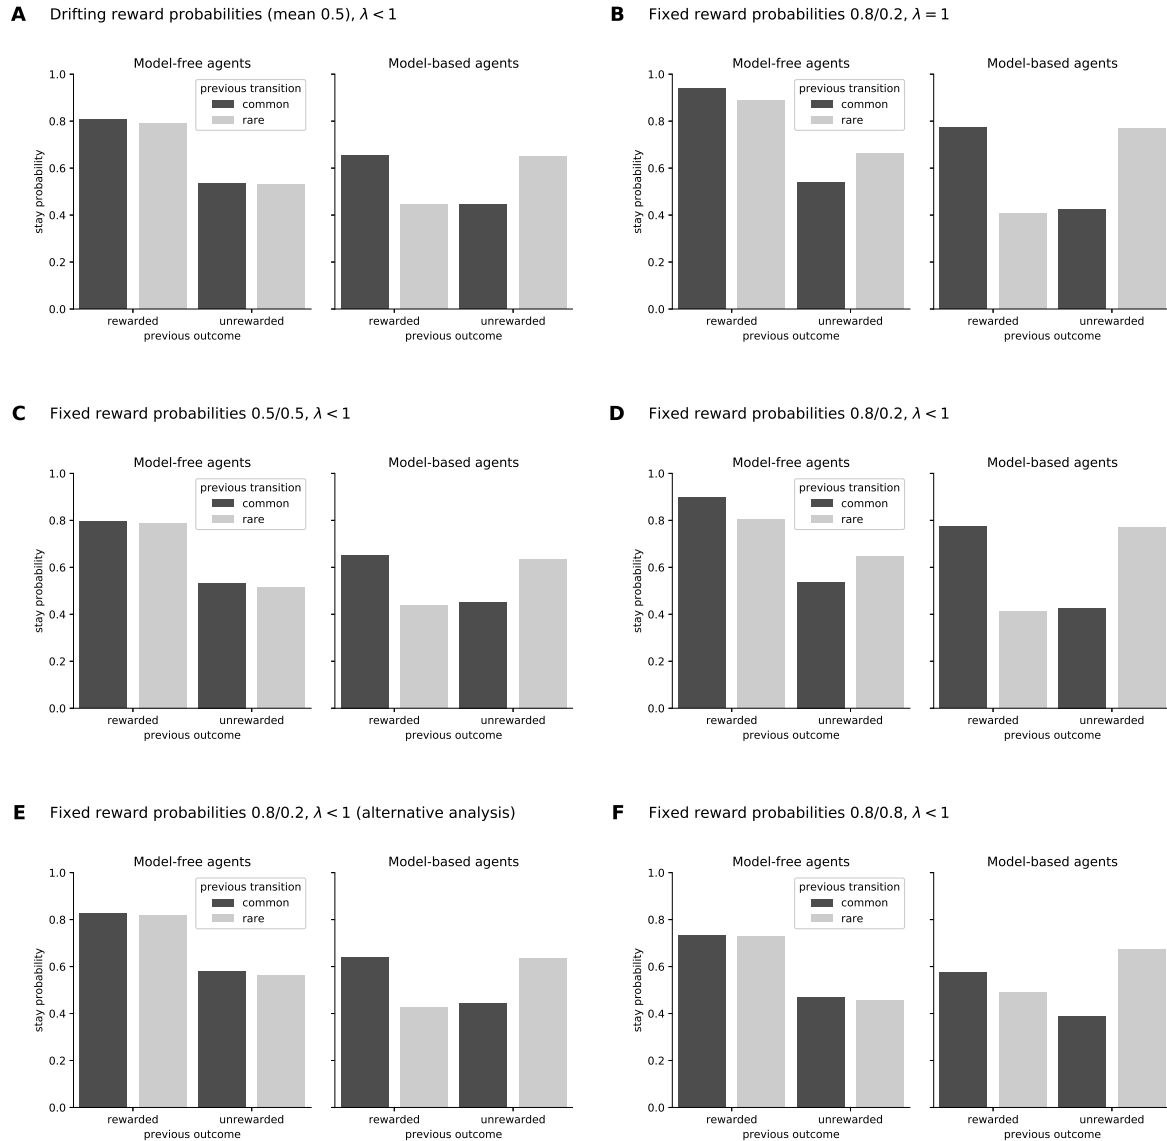 A Drifting reward probabilities (mean 0.5), λ < 1
Model-free agents
Model-based agents
1.0
0.8
0.6
0.4
0.2
0.0
stay probability
previous transition
common
rare
rewarded
unrewarded
previous outcome
rewarded
unrewarded
previous outcome
B Fixed reward probabilities 0.8/0.2, λ = 1
Model-free agents
Model-based agents
1.0
0.8
0.6
0.4
0.2
0.0
stay probability
previous transition
common
rare
rewarded
unrewarded
previous outcome
rewarded
unrewarded
previous outcome
C Fixed reward probabilities 0.5/0.5, λ < 1
Model-free agents
Model-based agents
1.0
0.8
0.6
0.4
0.2
0.0
stay probability
previous transition
common
rare
rewarded
unrewarded
previous outcome
rewarded
unrewarded
previous outcome
D Fixed reward probabilities 0.8/0.2, λ < 1
Model-free agents
Model-based agents
1.0
0.8
0.6
0.4
0.2
0.0
stay probability
previous transition
common
rare
rewarded
unrewarded
previous outcome
rewarded
unrewarded
previous outcome
E Fixed reward probabilities 0.8/0.2, λ < 1 (alternative analysis)
Model-free agents
Model-based agents
1.0
0.8
0.6
0.4
0.2
0.0
stay probability
previous transition
common
rare
rewarded
unrewarded
previous outcome
rewarded
unrewarded
previous outcome
F Fixed reward probabilities 0.8/0.8, λ < 1
Model-free agents
Model-based agents
1.0
0.8
0.6
0.4
0.2
0.0
stay probability
previous transition
common
rare
rewarded
unrewarded
previous outcome
rewarded
unrewarded
previous outcome